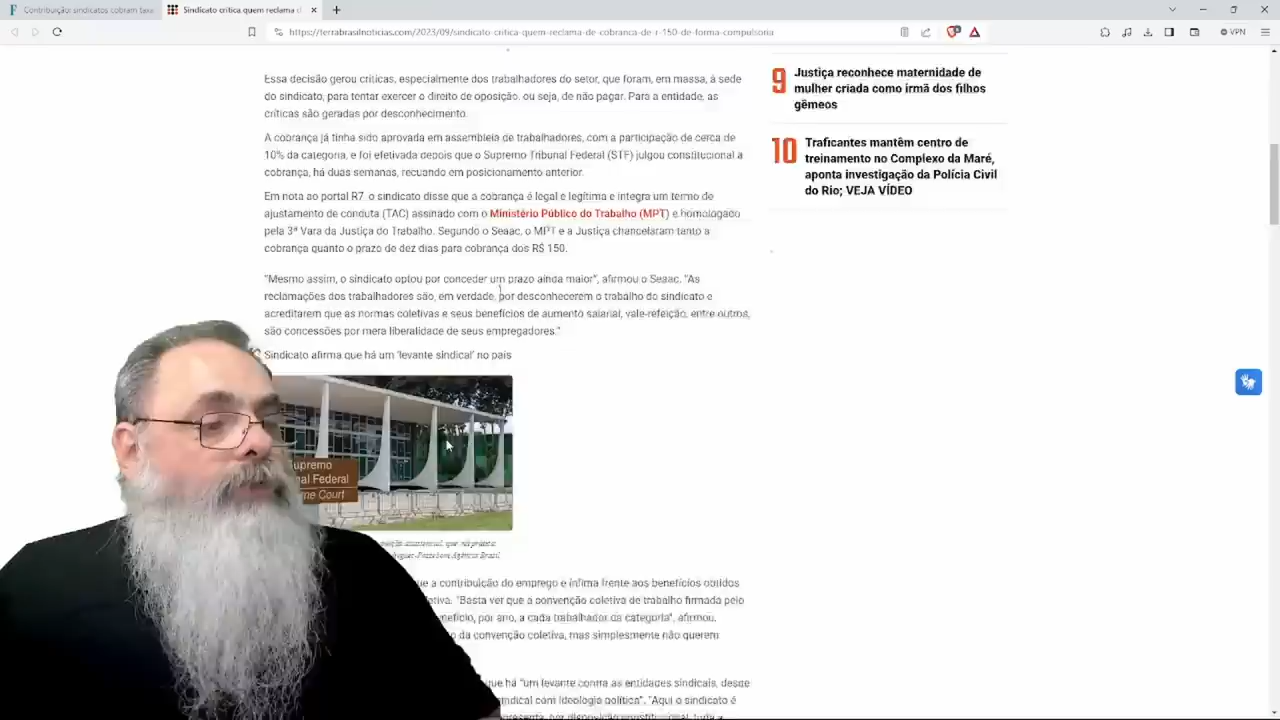 Contribuição: sindicatos cobram taxa
Sindicato critica quem reclama d
https://terrabrasilnoticias.com/2023/09/sindicato-critica-quem-reclama-de-cobranca-de-r-150-de-forma-compulsoria
VPN
Essa decisão gerou críticas, especialmente dos trabalhadores do setor, que foram, em massa, à sede
do sindicato, para tentar exercer o direito de oposição, ou seja, de não pagar. Para a entidade, as
críticas são geradas por desconhecimento.
A cobrança já tinha sido aprovada em assembleia de trabalhadores, com a participação de cerca de
10% da categoria, e foi efetivada depois que o Supremo Tribunal Federal (STF) julgou constitucional a
cobrança, há duas semanas, recuando em posicionamento anterior.
Em nota ao portal R7, o sindicato disse que a cobrança é legal e legítima e integra um termo de
ajustamento de conduta (TAC) assinado com o Ministério Público do Trabalho (MPT) e homologado
pela 3ª Vara da Justiça do Trabalho. Segundo o Seaac, o MPT e a Justiça chancelaram tanto a
cobrança quanto o prazo de dez dias para cobrança dos R$ 150.
"Mesmo assim, o sindicato optou por conceder um prazo ainda maior", afirmou o Seaac. "As
reclamações dos trabalhadores são, em verdade, por desconhecerem o trabalho do sindicato e
acreditarem que as normas coletivas e seus benefícios de aumento salarial, vale-refeição, entre outros,
são concessões por mera liberalidade de seus empregadores."
Sindicato afirma que há um 'levante sindical' no país
upremo
nal Federal
me Court
ue a contribuição do emprego é ínfima frente aos benefícios obtidos
lativa. "Basta ver que a convenção coletiva de trabalho firmada pelo
nefício, por ano, a cada trabalhador da categoria", afirmou.
o da convenção coletiva, mas simplesmente não querem
que há "um levante contra as entidades sindicais, desde
indical com ideologia política". "Aqui o sindicato é
presenta, por disposição constitucional, toda a
9 Justiça reconhece maternidade de
mulher criada como irmã dos filhos
gêmeos
10 Traficantes mantêm centro de
treinamento no Complexo da Maré,
aponta investigação da Polícia Civil
do Rio; VEJA VÍDEO